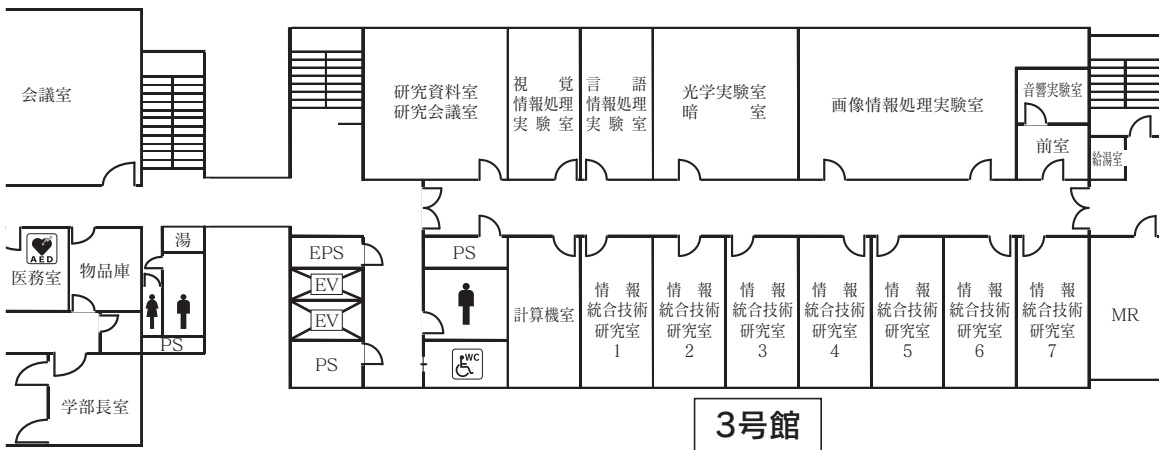 会議室
研究資料室
研究会議室
視覚
情報処理
実験室
言語
情報処理
実験室
光学実験室
暗室
画像情報処理実験室
音響実験室
前室
給湯室
AED
医務室
物品庫
湯
PS
学部長室
EPS
EV
EV
PS
PS
WC
計算機室
情報
統合技術
研究室
1
情報
統合技術
研究室
2
情報
統合技術
研究室
3
情報
統合技術
研究室
4
情報
統合技術
研究室
5
情報
統合技術
研究室
6
情報
統合技術
研究室
7
MR
3号館